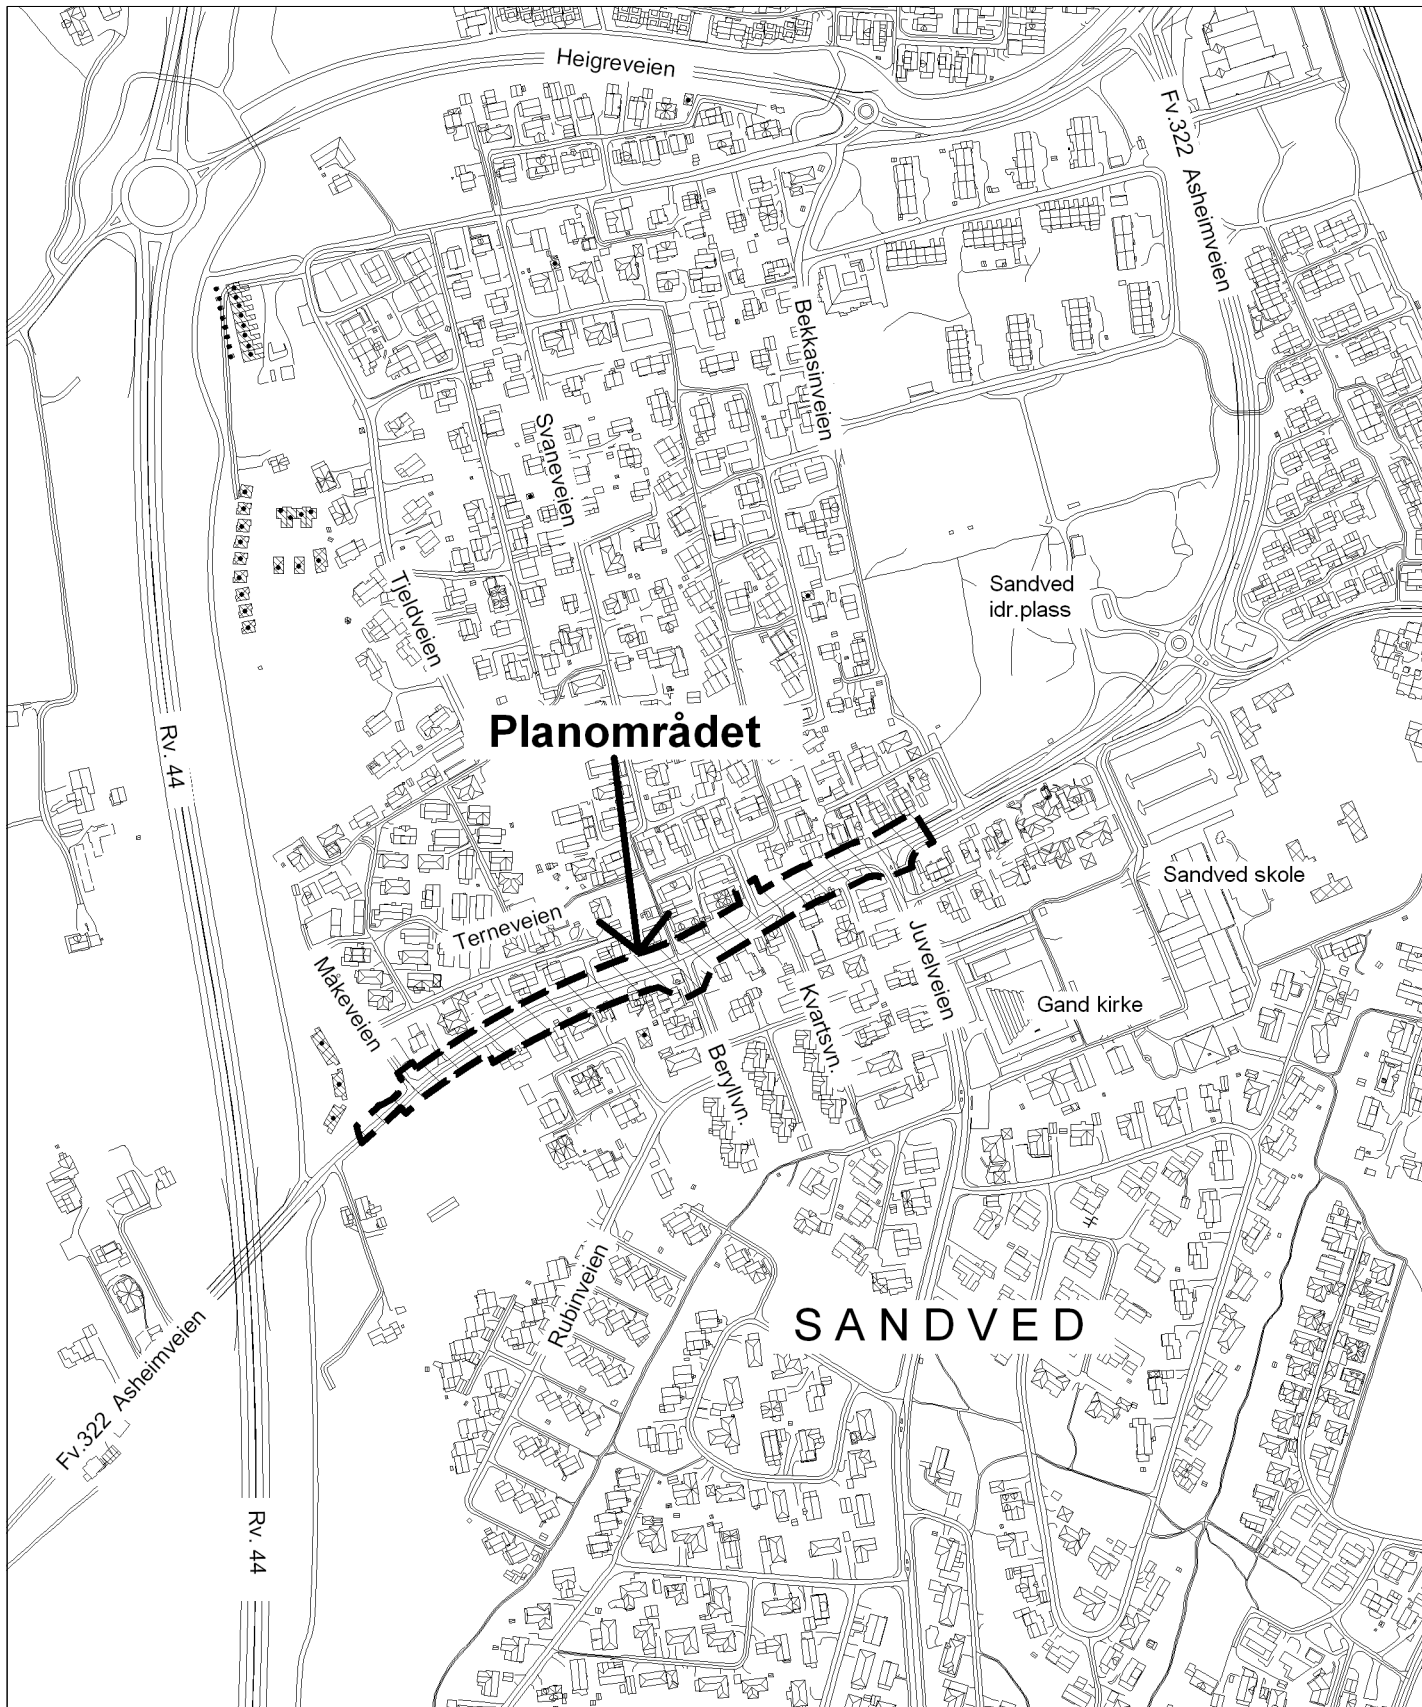 Heigreveien
Fv.322 Asheimveien
Bekkasinveien
Svaneveien
Tjeldveien
Sandved
idr.plass
Rv. 44
Planområdet
Sandved skole
Terneveien
Måkeveien
Juvelveien
Kvartsvn.
Gand kirke
Beryllvn.
Rubinveien
SANDVED
Fv.322 Asheimveien
Rv. 44